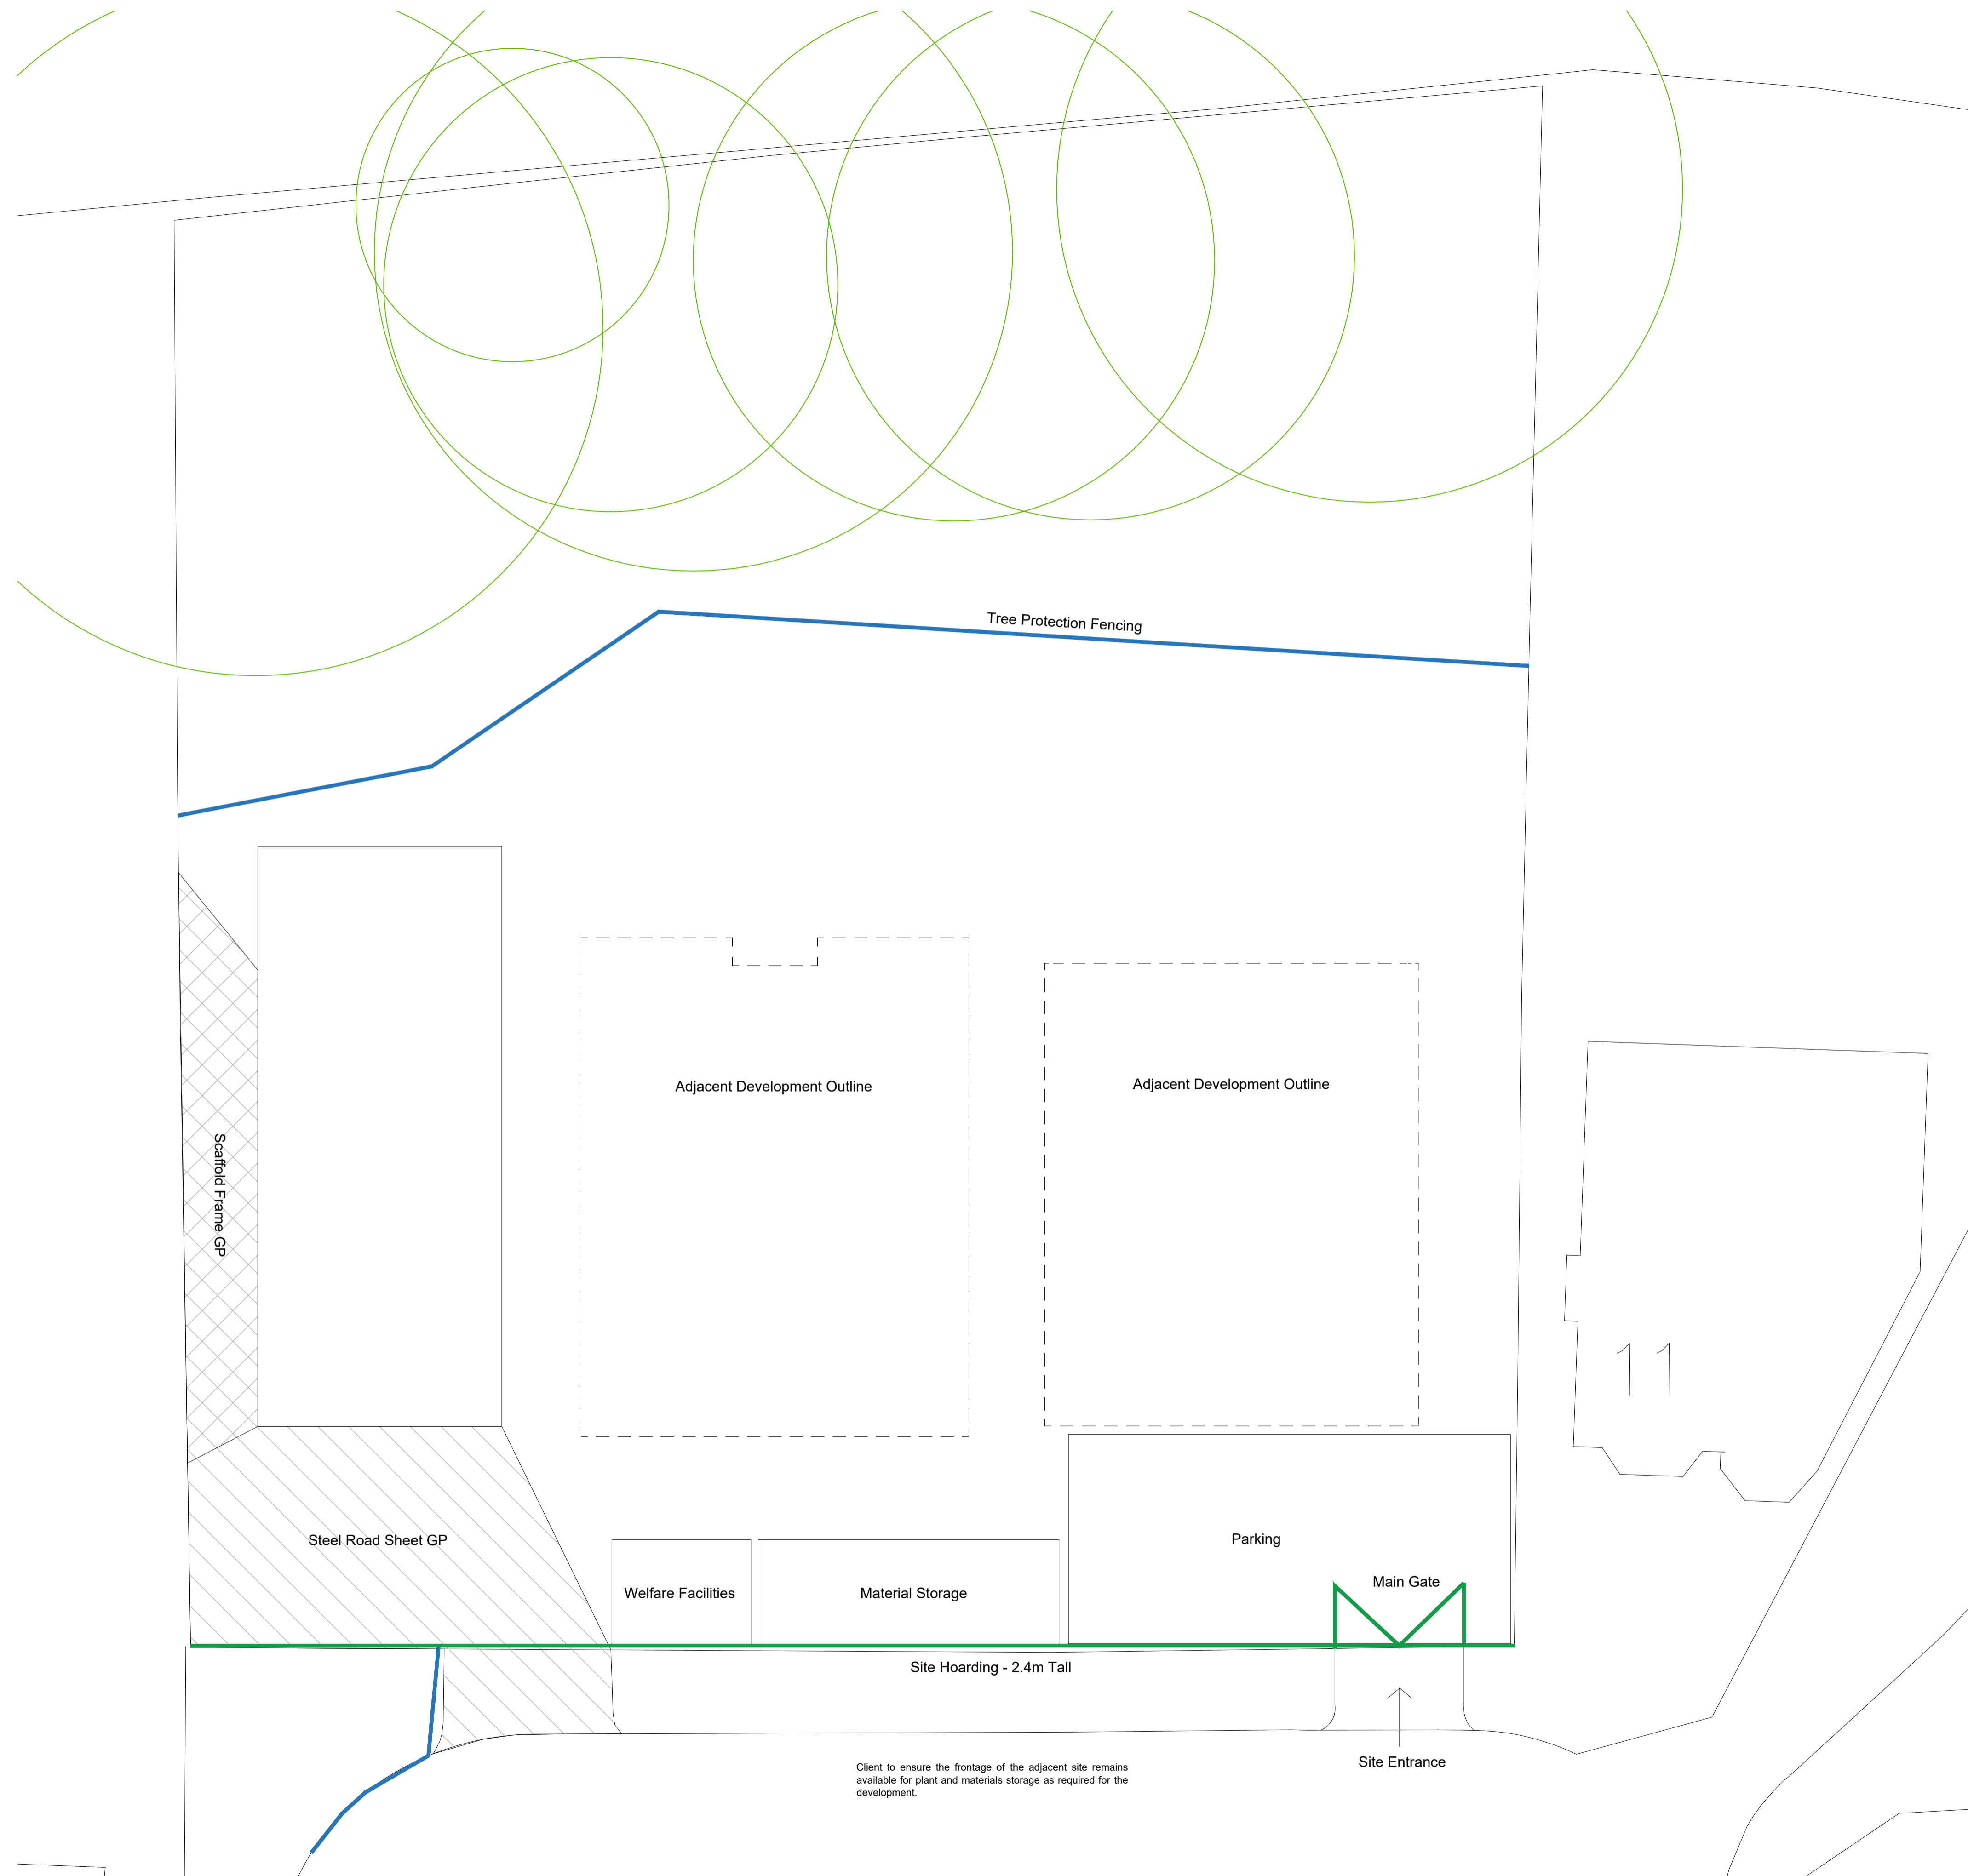 Tree Protection Fencing
Adjacent Development Outline
Adjacent Development Outline
Scaffold Frame GP
11
Steel Road Sheet GP
Parking
Main Gate
Welfare Facilities
Material Storage
Site Hoarding - 2.4m Tall
Site Entrance
Client to ensure the frontage of the adjacent site remains
available for plant and materials storage as required for the
development.